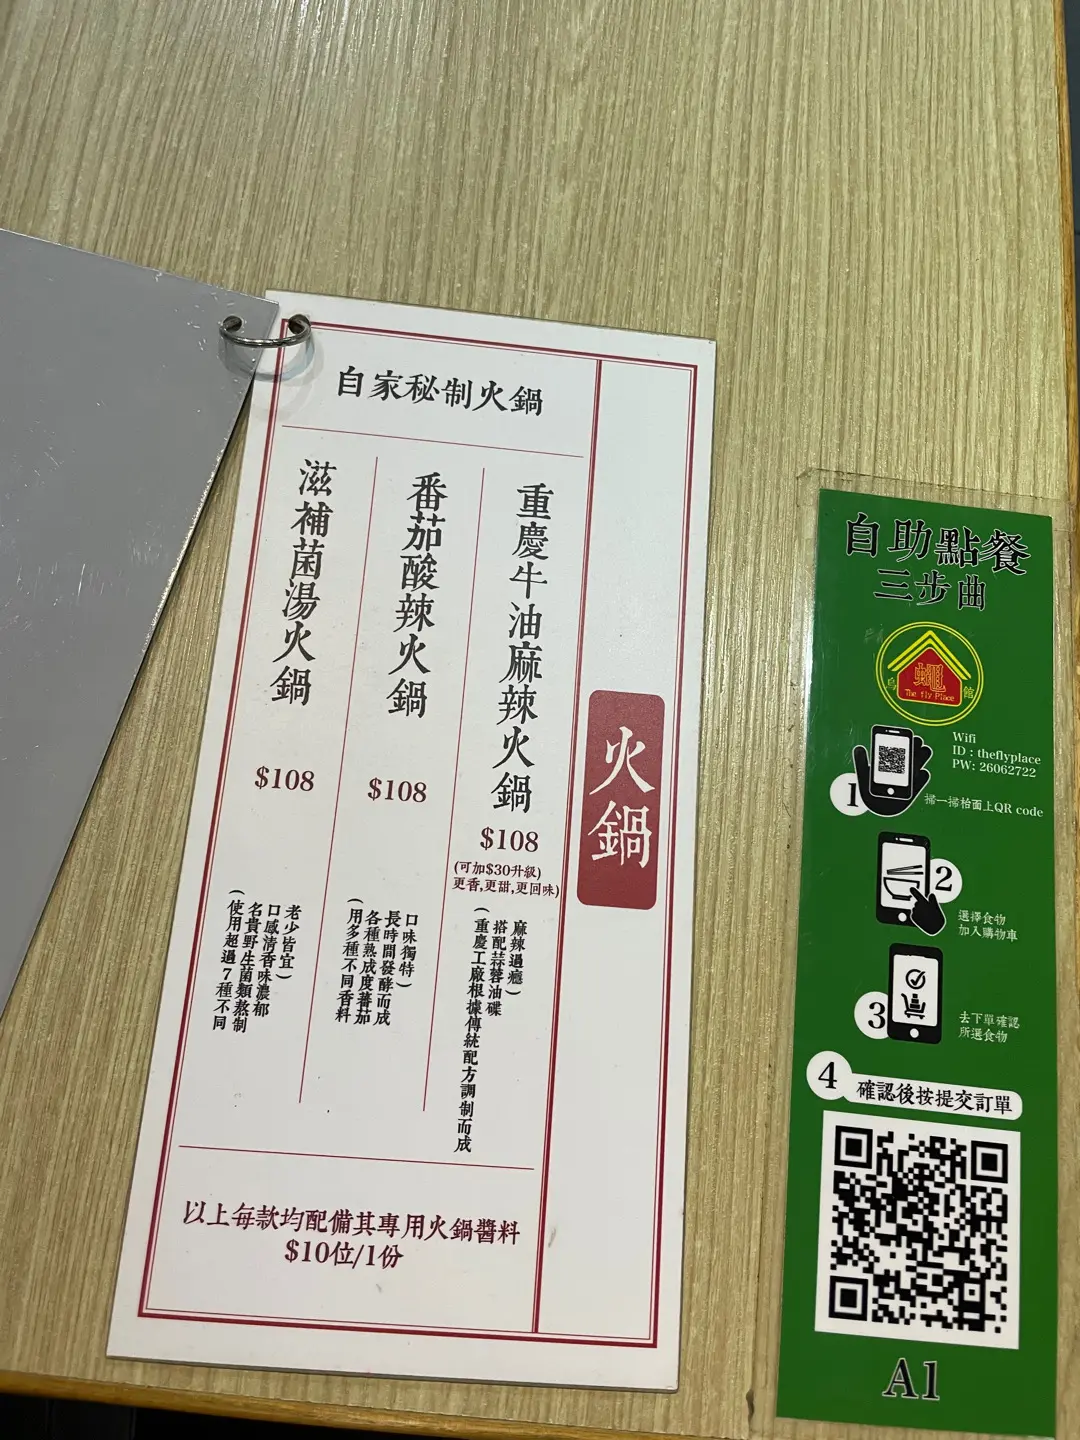 自家秘制火鍋
火鍋
重慶牛油麻辣火鍋
$108
(可加$30升級)
更香,更甜,更回味)
(重慶工廠根據傳統配方調制而成
搭配蒜蓉油碟
麻辣過癮)
番茄酸辣火鍋
$108
(用多種不同香料
各種熟成度蕃茄
長時間發酵而成
口味獨特)
滋補菌湯火鍋
$108
(使用超過7種不同
名貴野生菌類熬制
口感清香味濃郁
老少皆宜)
以上每款均配備其專用火鍋醬料
$10位/1份
自助點餐
三步曲
烏
蠅
館
The fly Place
Wifi
ID : theflyplace
PW: 26062722
1
掃一掃枱面上QR code
2
選擇食物
加入購物車
3
去下單確認
所選食物
4
確認後按提交訂單
A1